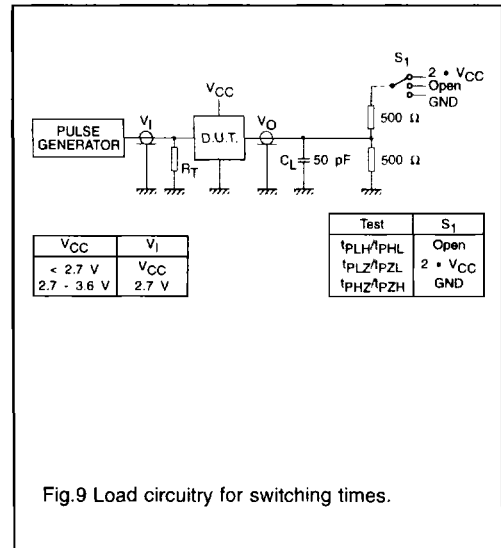 S1
2 • VCC
Open
GND
VCC
500 Ω
PULSE
GENERATOR
VI
D.U.T.
VO
RT
CL
50 pF
500 Ω
VCC VI
< 2.7 V VCC
2.7 - 3.6 V 2.7 V
Test S1
tPLH/tPHL Open
tPLZ/tPZL 2 • VCC
tPHZ/tPZH GND
Fig.9 Load circuitry for switching times.